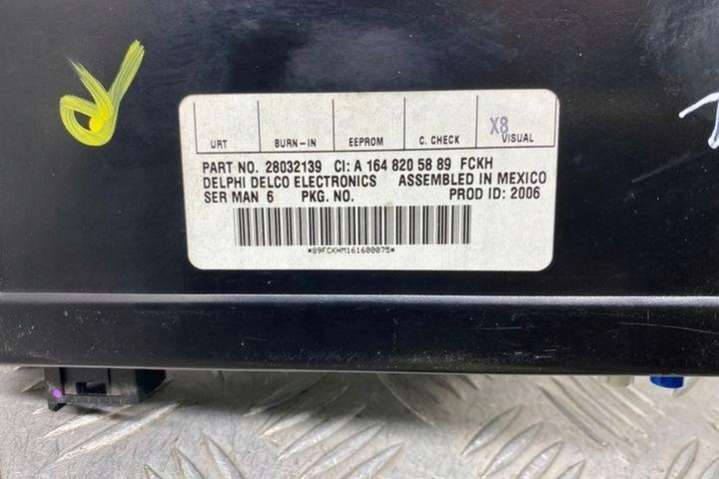 X8
URT BURN-IN EEPROM C. CHECK VISUAL
PART NO. 28032139 CI: A 164 820 58 89 FCKH
DELPHI DELCO ELECTRONICS ASSEMBLED IN MEXICO
SER MAN 6 PKG. NO. PROD ID: 2006
*89FCKHM161600075*